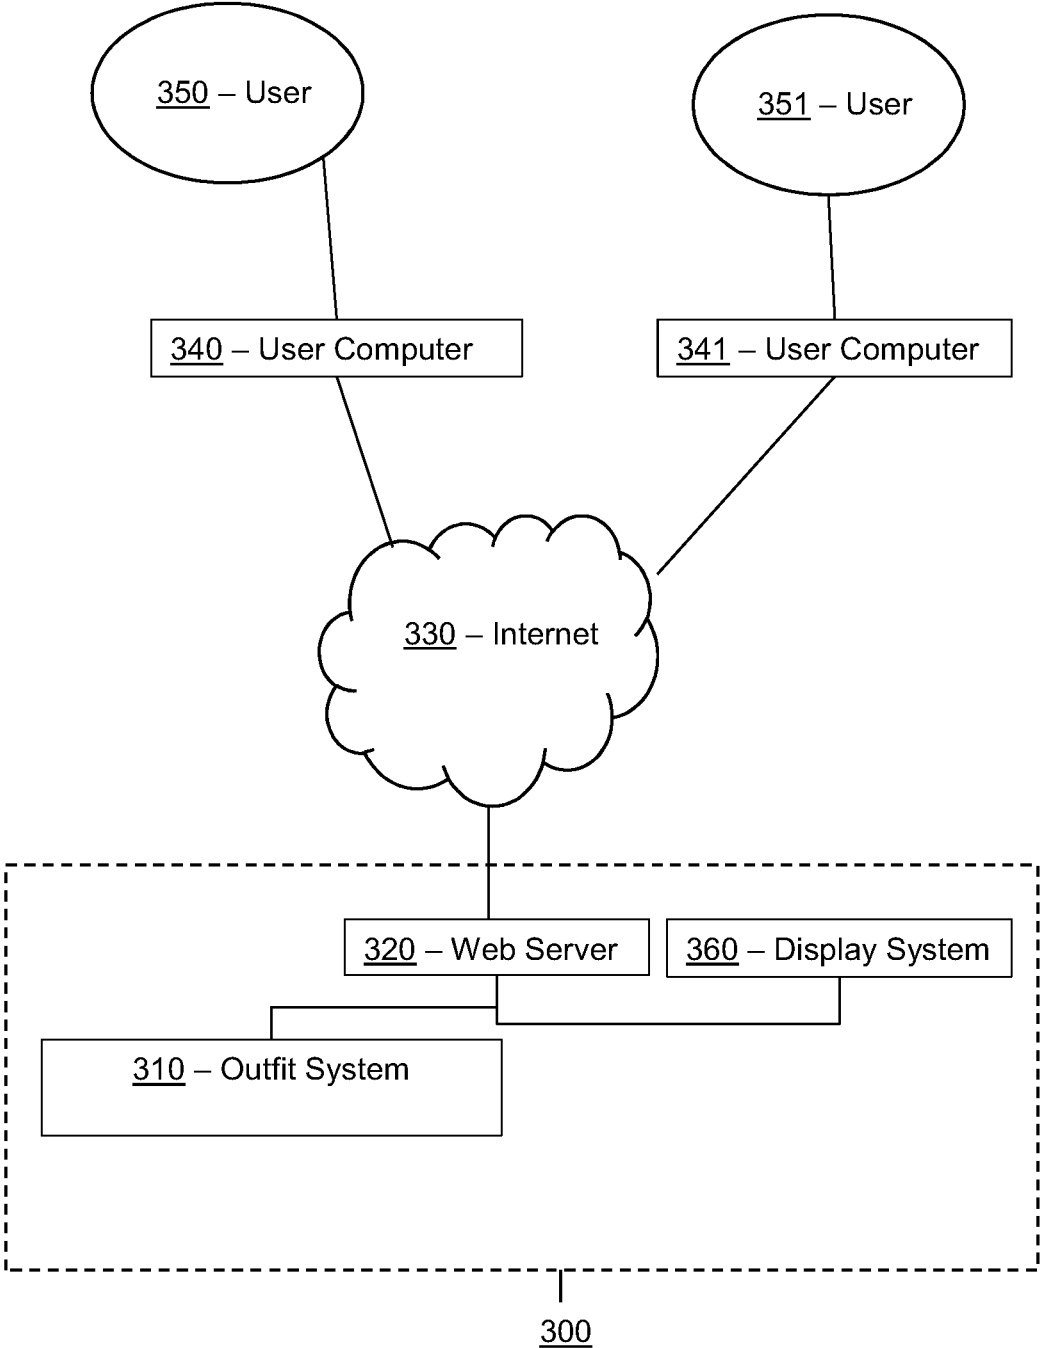 350 – User
351 – User
340 – User Computer
341 – User Computer
330 – Internet
320 – Web Server
360 – Display System
310 – Outfit System
300